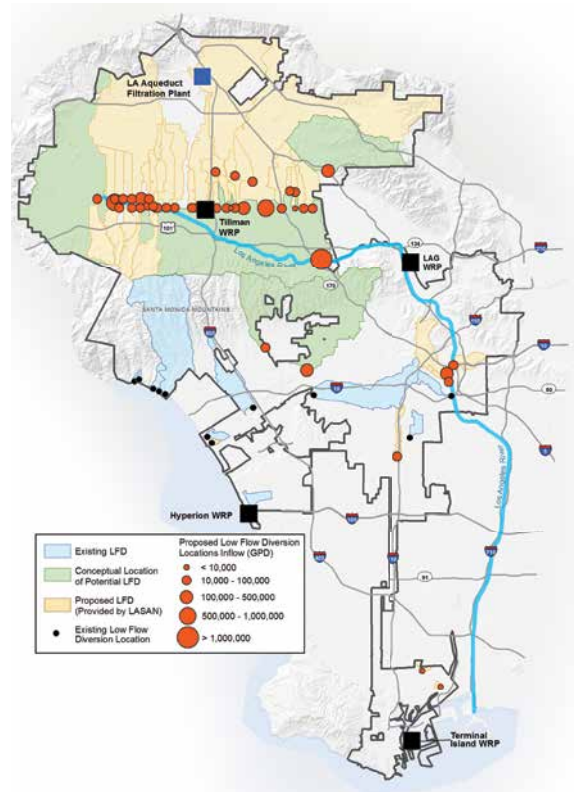 LA Aqueduct
Filtration Plant
Tillman
WRP
101
Los Angeles River
134
LAG
WRP
170
SANTA MONICA MOUNTAINS
60
Los Angeles River
Hyperion WRP
91
710
Terminal
Island WRP
Existing LFD
Conceptual Location
of Potential LFD
Proposed LFD
(Provided by LASAN)
Existing Low Flow
Diversion Location
Proposed Low Flow Diversion
Locations Inflow (GPD)
< 10,000
10,000 - 100,000
100,000 - 500,000
500,000 - 1,000,000
> 1,000,000